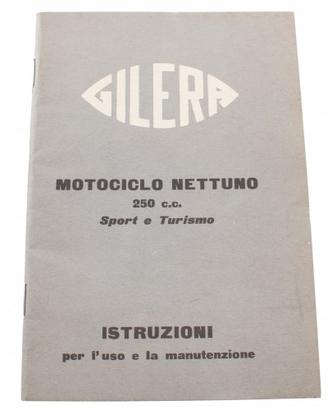 GILERA
MOTOCICLO NETTUNO
250 c.c.
Sport e Turismo
ISTRUZIONI
per l'uso e la manutenzione